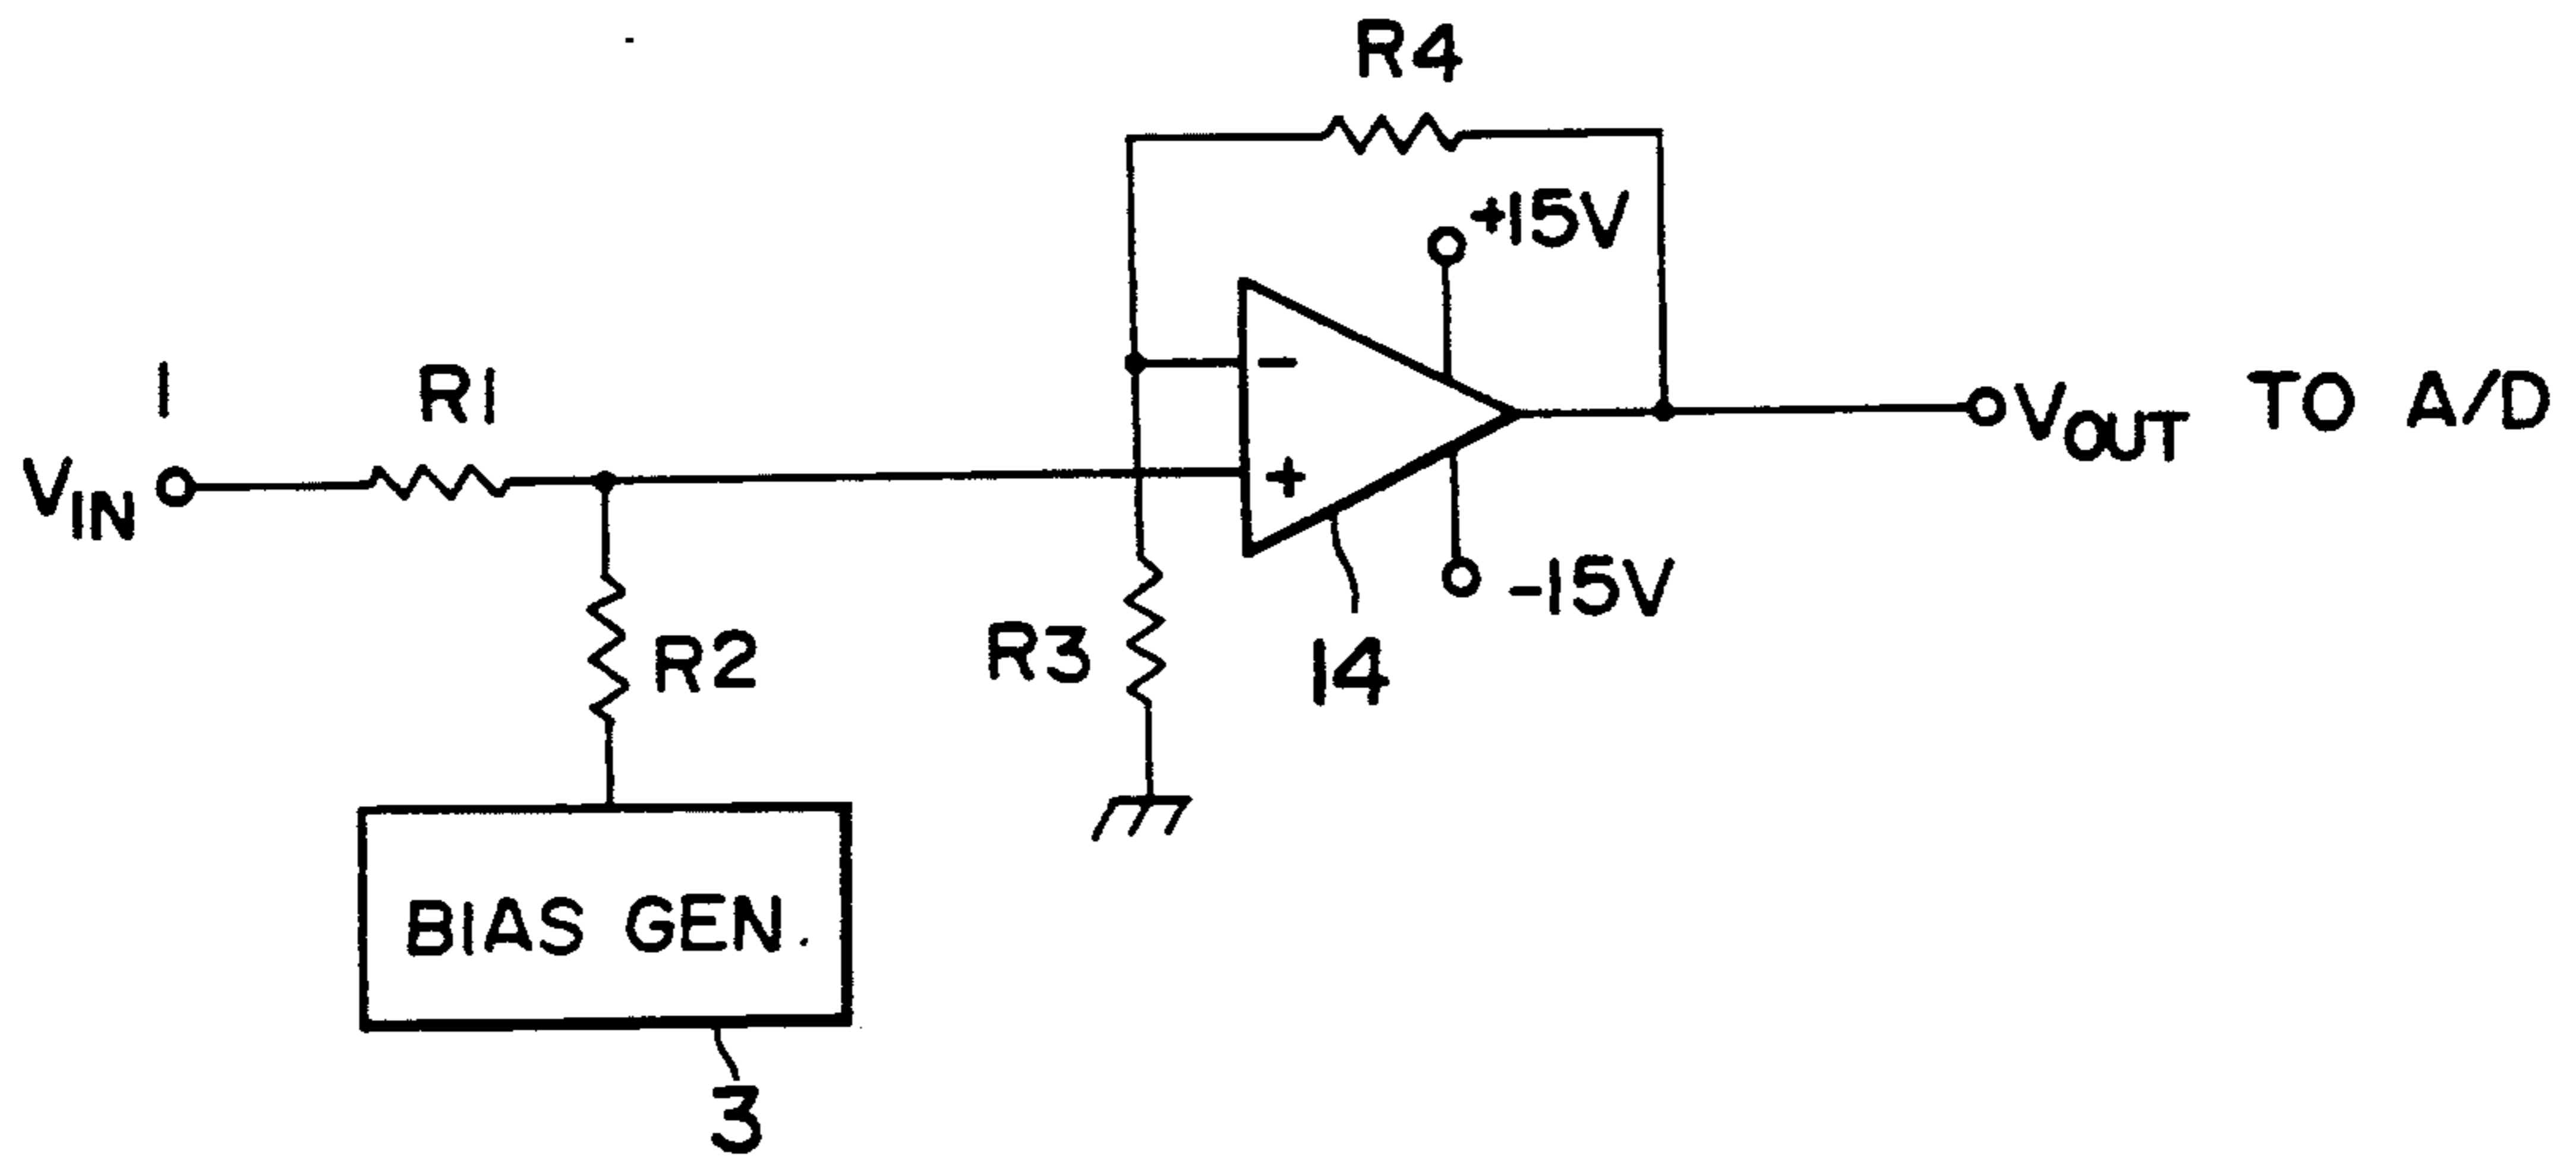 R4
+15V
1
R1
VIN
-
+
VOUT TO A/D
-15V
R2
R3
14
BIAS GEN.
3